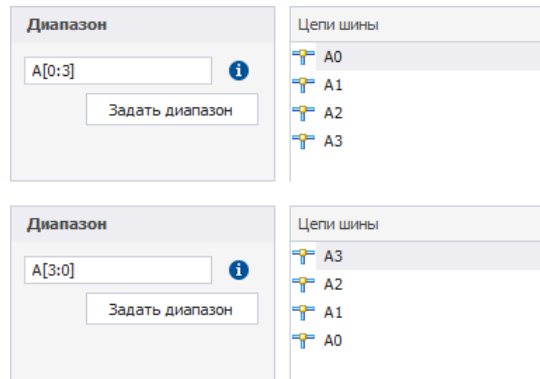 Диапазон
A[0:3]
Задать диапазон
Цепи шины
A0
A1
A2
A3
Диапазон
A[3:0]
Задать диапазон
Цепи шины
A3
A2
A1
A0